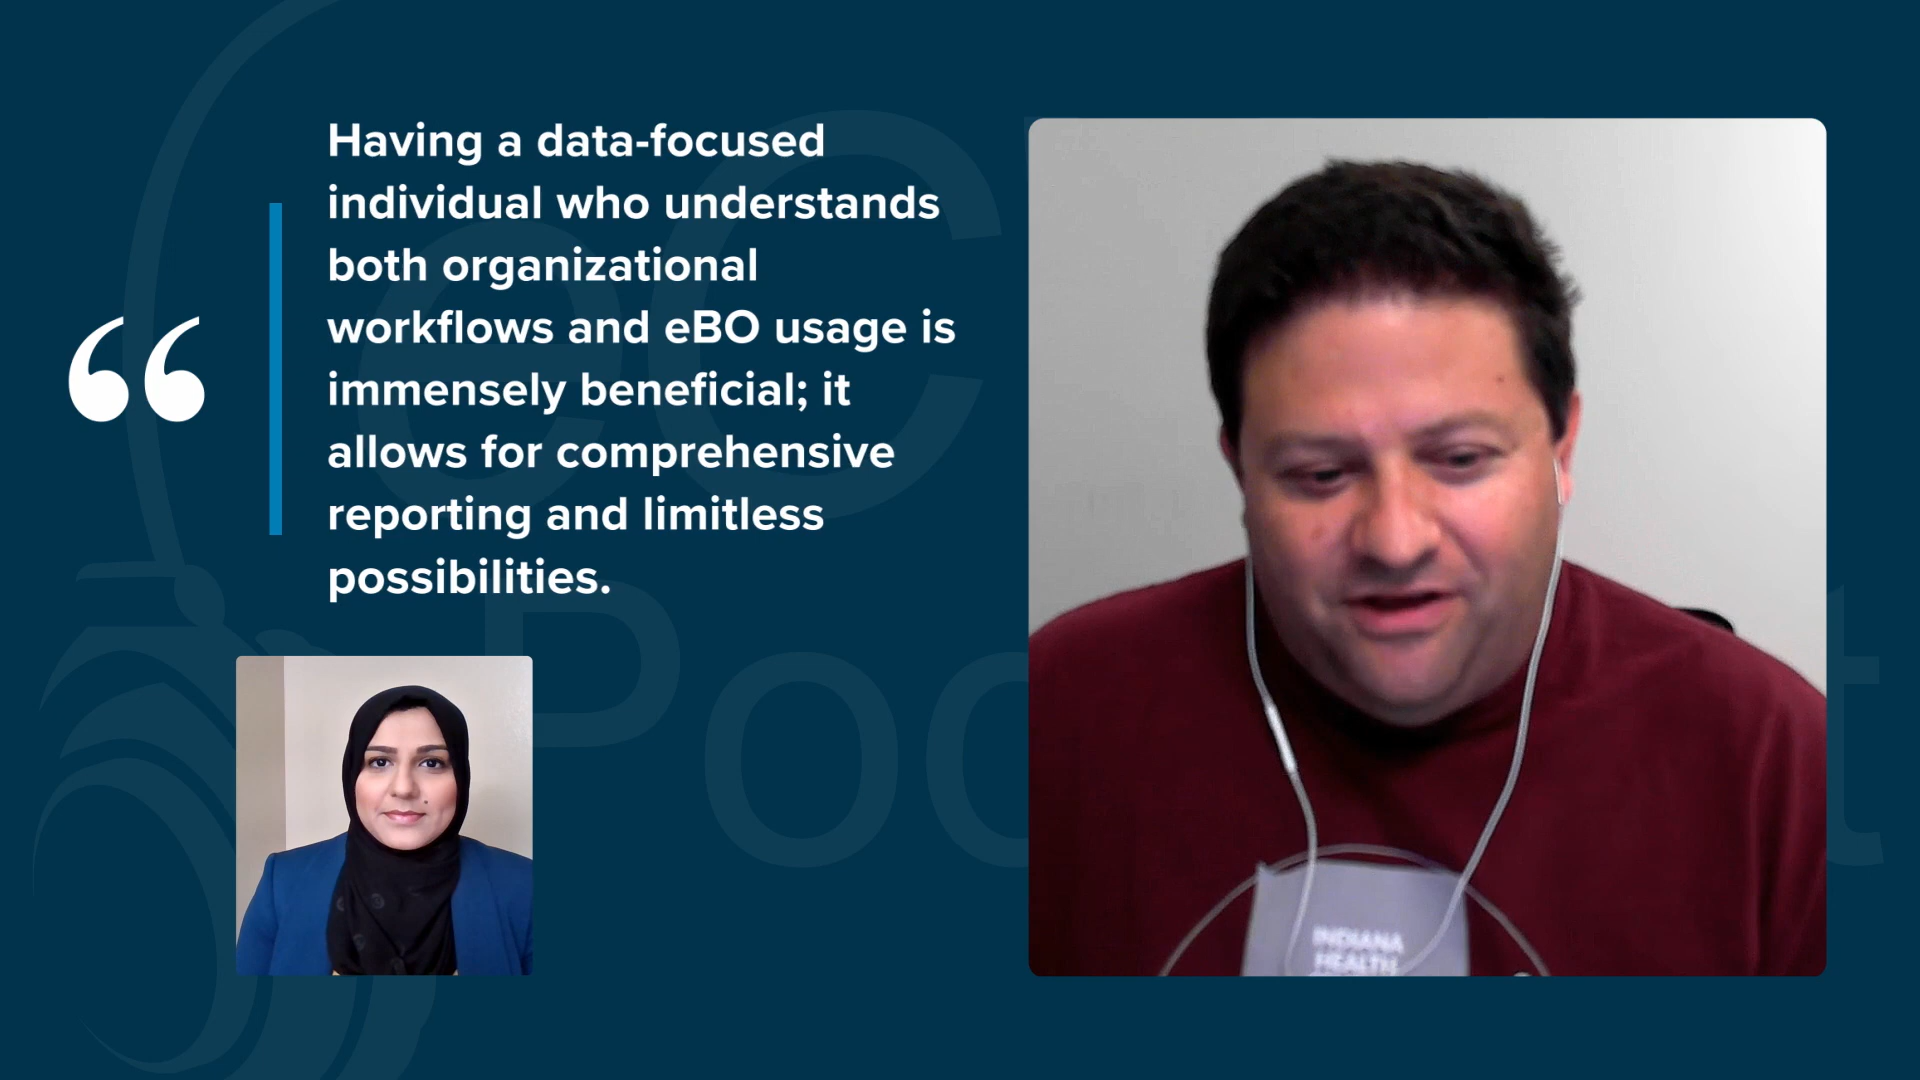 Having a data-focused
individual who understands
both organizational
workflows and eBO usage is
immensely beneficial; it
allows for comprehensive
reporting and limitless
possibilities.
INDIANA
HEALTH